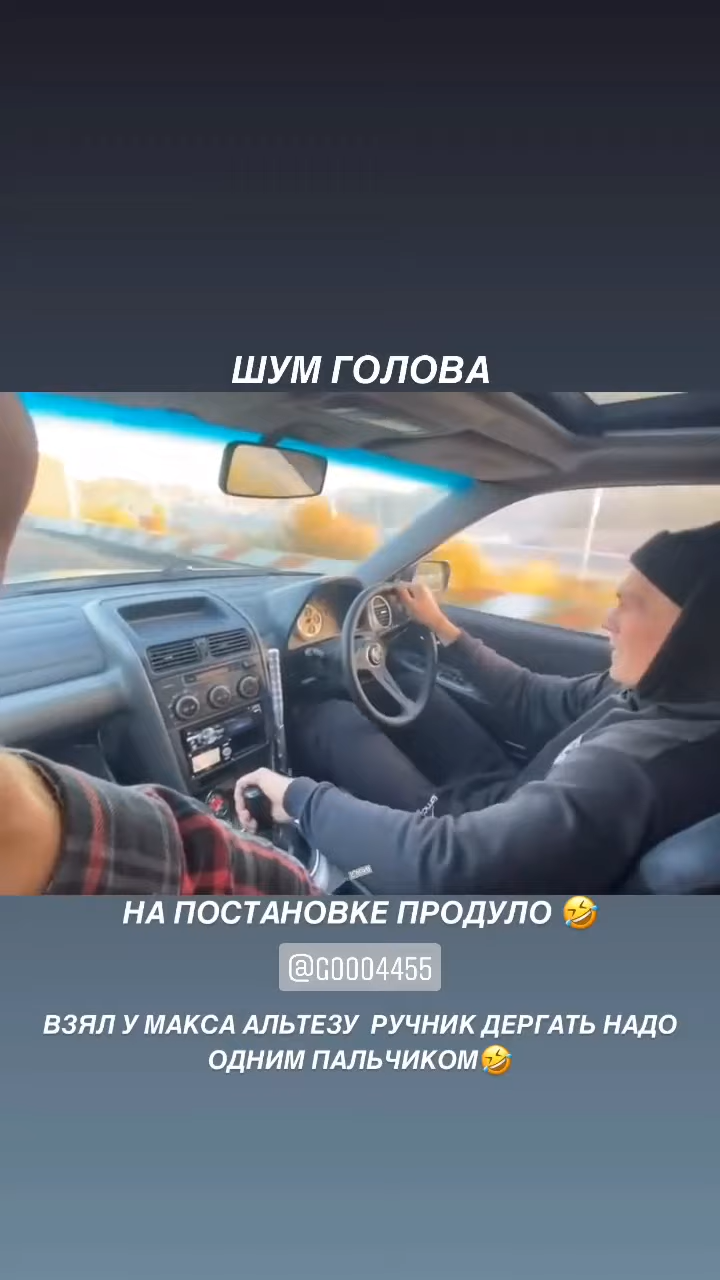 ШУМ ГОЛОВА
НА ПОСТАНОВКЕ ПРОДУЛО 🤣
@G0004455
ВЗЯЛ У МАКСА АЛЬТЕЗУ РУЧНИК ДЕРГАТЬ НАДО
ОДНИМ ПАЛЬЧИКОМ🤣